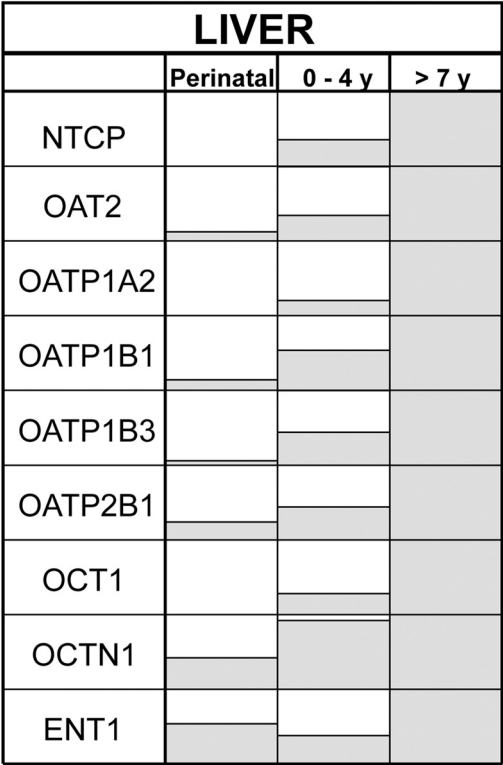 LIVER
Perinatal 0 - 4 y > 7 y
NTCP
OAT2
OATP1A2
OATP1B1
OATP1B3
OATP2B1
OCT1
OCTN1
ENT1